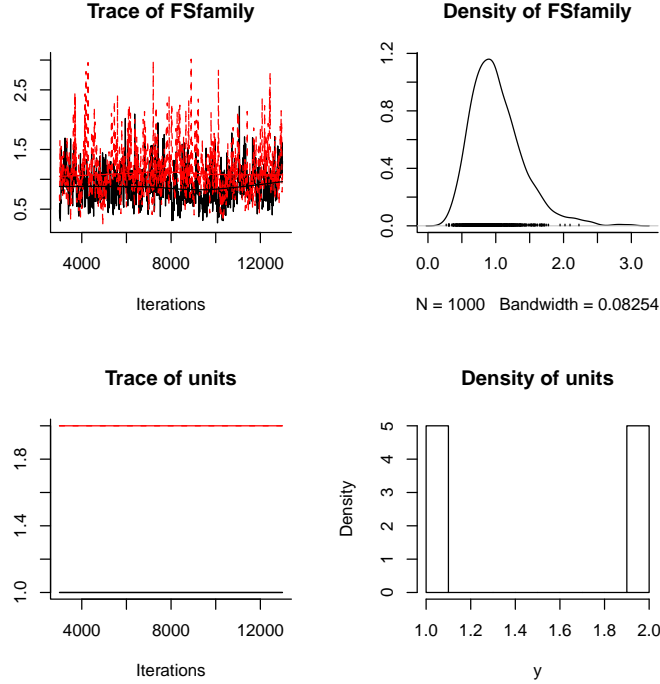 Trace of FSfamily
0.5 1.0 1.5 2.5
4000 8000 12000
Iterations
Density of FSfamily
0.0 0.4 0.8 1.2
0.0 1.0 2.0 3.0
N = 1000 Bandwidth = 0.08254
Trace of units
1.0 1.4 1.8
4000 8000 12000
Iterations
Density of units
Density
0 1 2 3 4 5
1.0 1.2 1.4 1.6 1.8 2.0
y